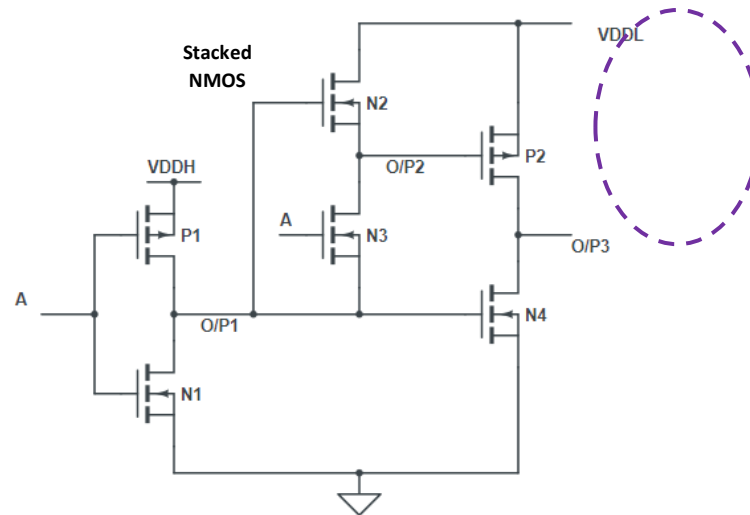 VDDL
Stacked
NMOS
N2
P2
O/P2
VDDH
P1
A
N3
O/P3
A
O/P1
N4
N1